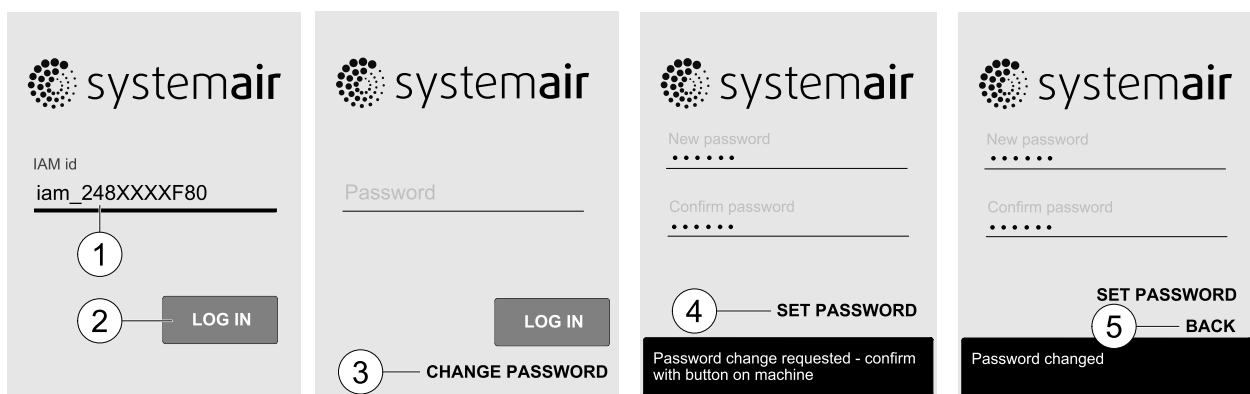 systemair
IAM id
iam_248XXXXF80
1
2
LOG IN
systemair
Password
LOG IN
3
CHANGE PASSWORD
systemair
New password
••••••
Confirm password
••••••
4
SET PASSWORD
Password change requested - confirm
with button on machine
systemair
New password
••••••
Confirm password
••••••
SET PASSWORD
5
BACK
Password changed